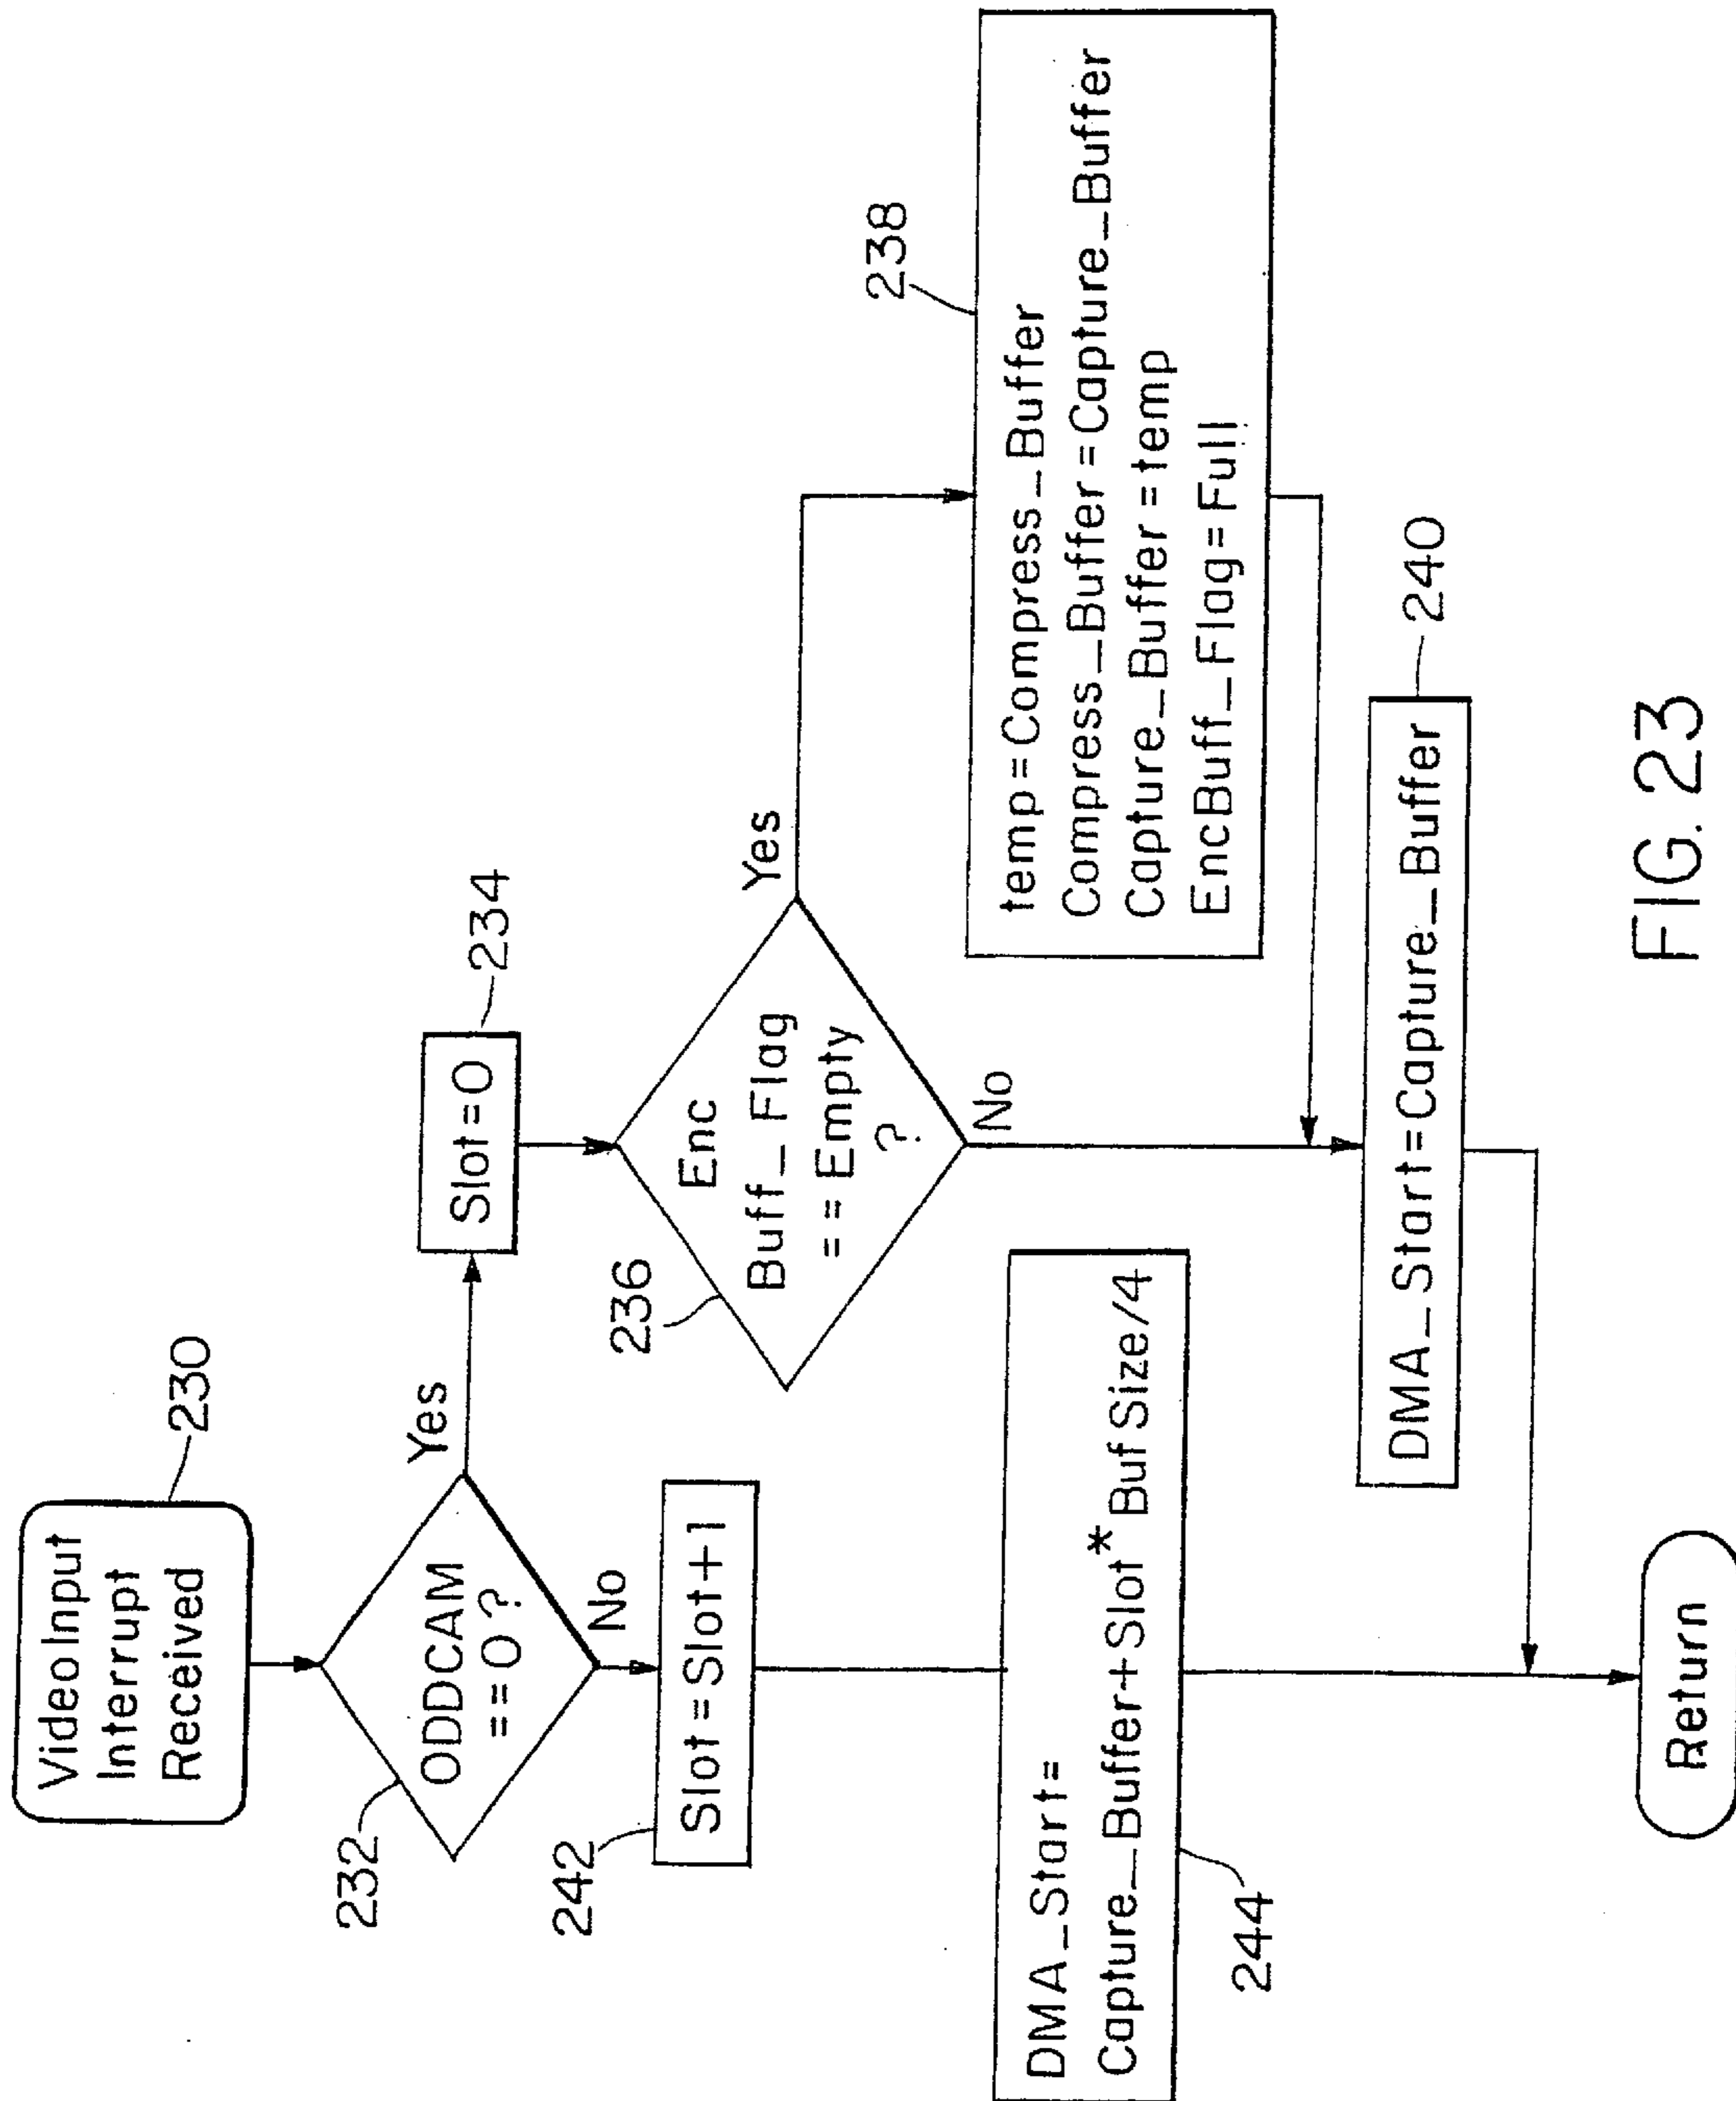 Video Input
Interrupt
Received
230
ODDCAM
==0?
232
Yes
No
Slot=0
234
Enc
Buff_Flag
==Empty
?
236
Yes
No
temp=Compress_Buffer
Compress_Buffer=Capture_Buffer
Capture_Buffer=temp
EncBuff_Flag=Full
238
Slot=Slot+1
242
DMA_Start=
Capture_Buffer+Slot*BufSize/4
244
DMA_Start=Capture_Buffer
240
Return
FIG. 23